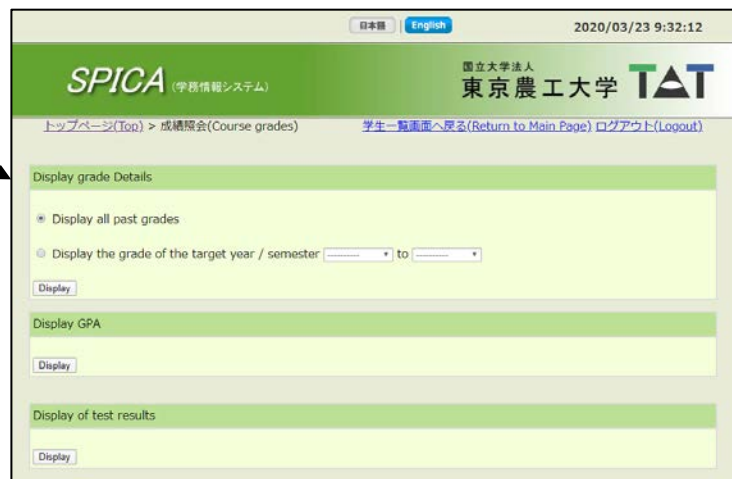 日本語 | English 2020/03/23 9:32:12
SPICA (学務情報システム) 国立大学法人 東京農工大学 TAT
トップページ(Top) > 成績照会(Course grades) 学生一覧画面へ戻る(Return to Main Page) ログアウト(Logout)
Display grade Details
Display all past grades
Display the grade of the target year / semester --------- to ---------
Display
Display GPA
Display
Display of test results
Display